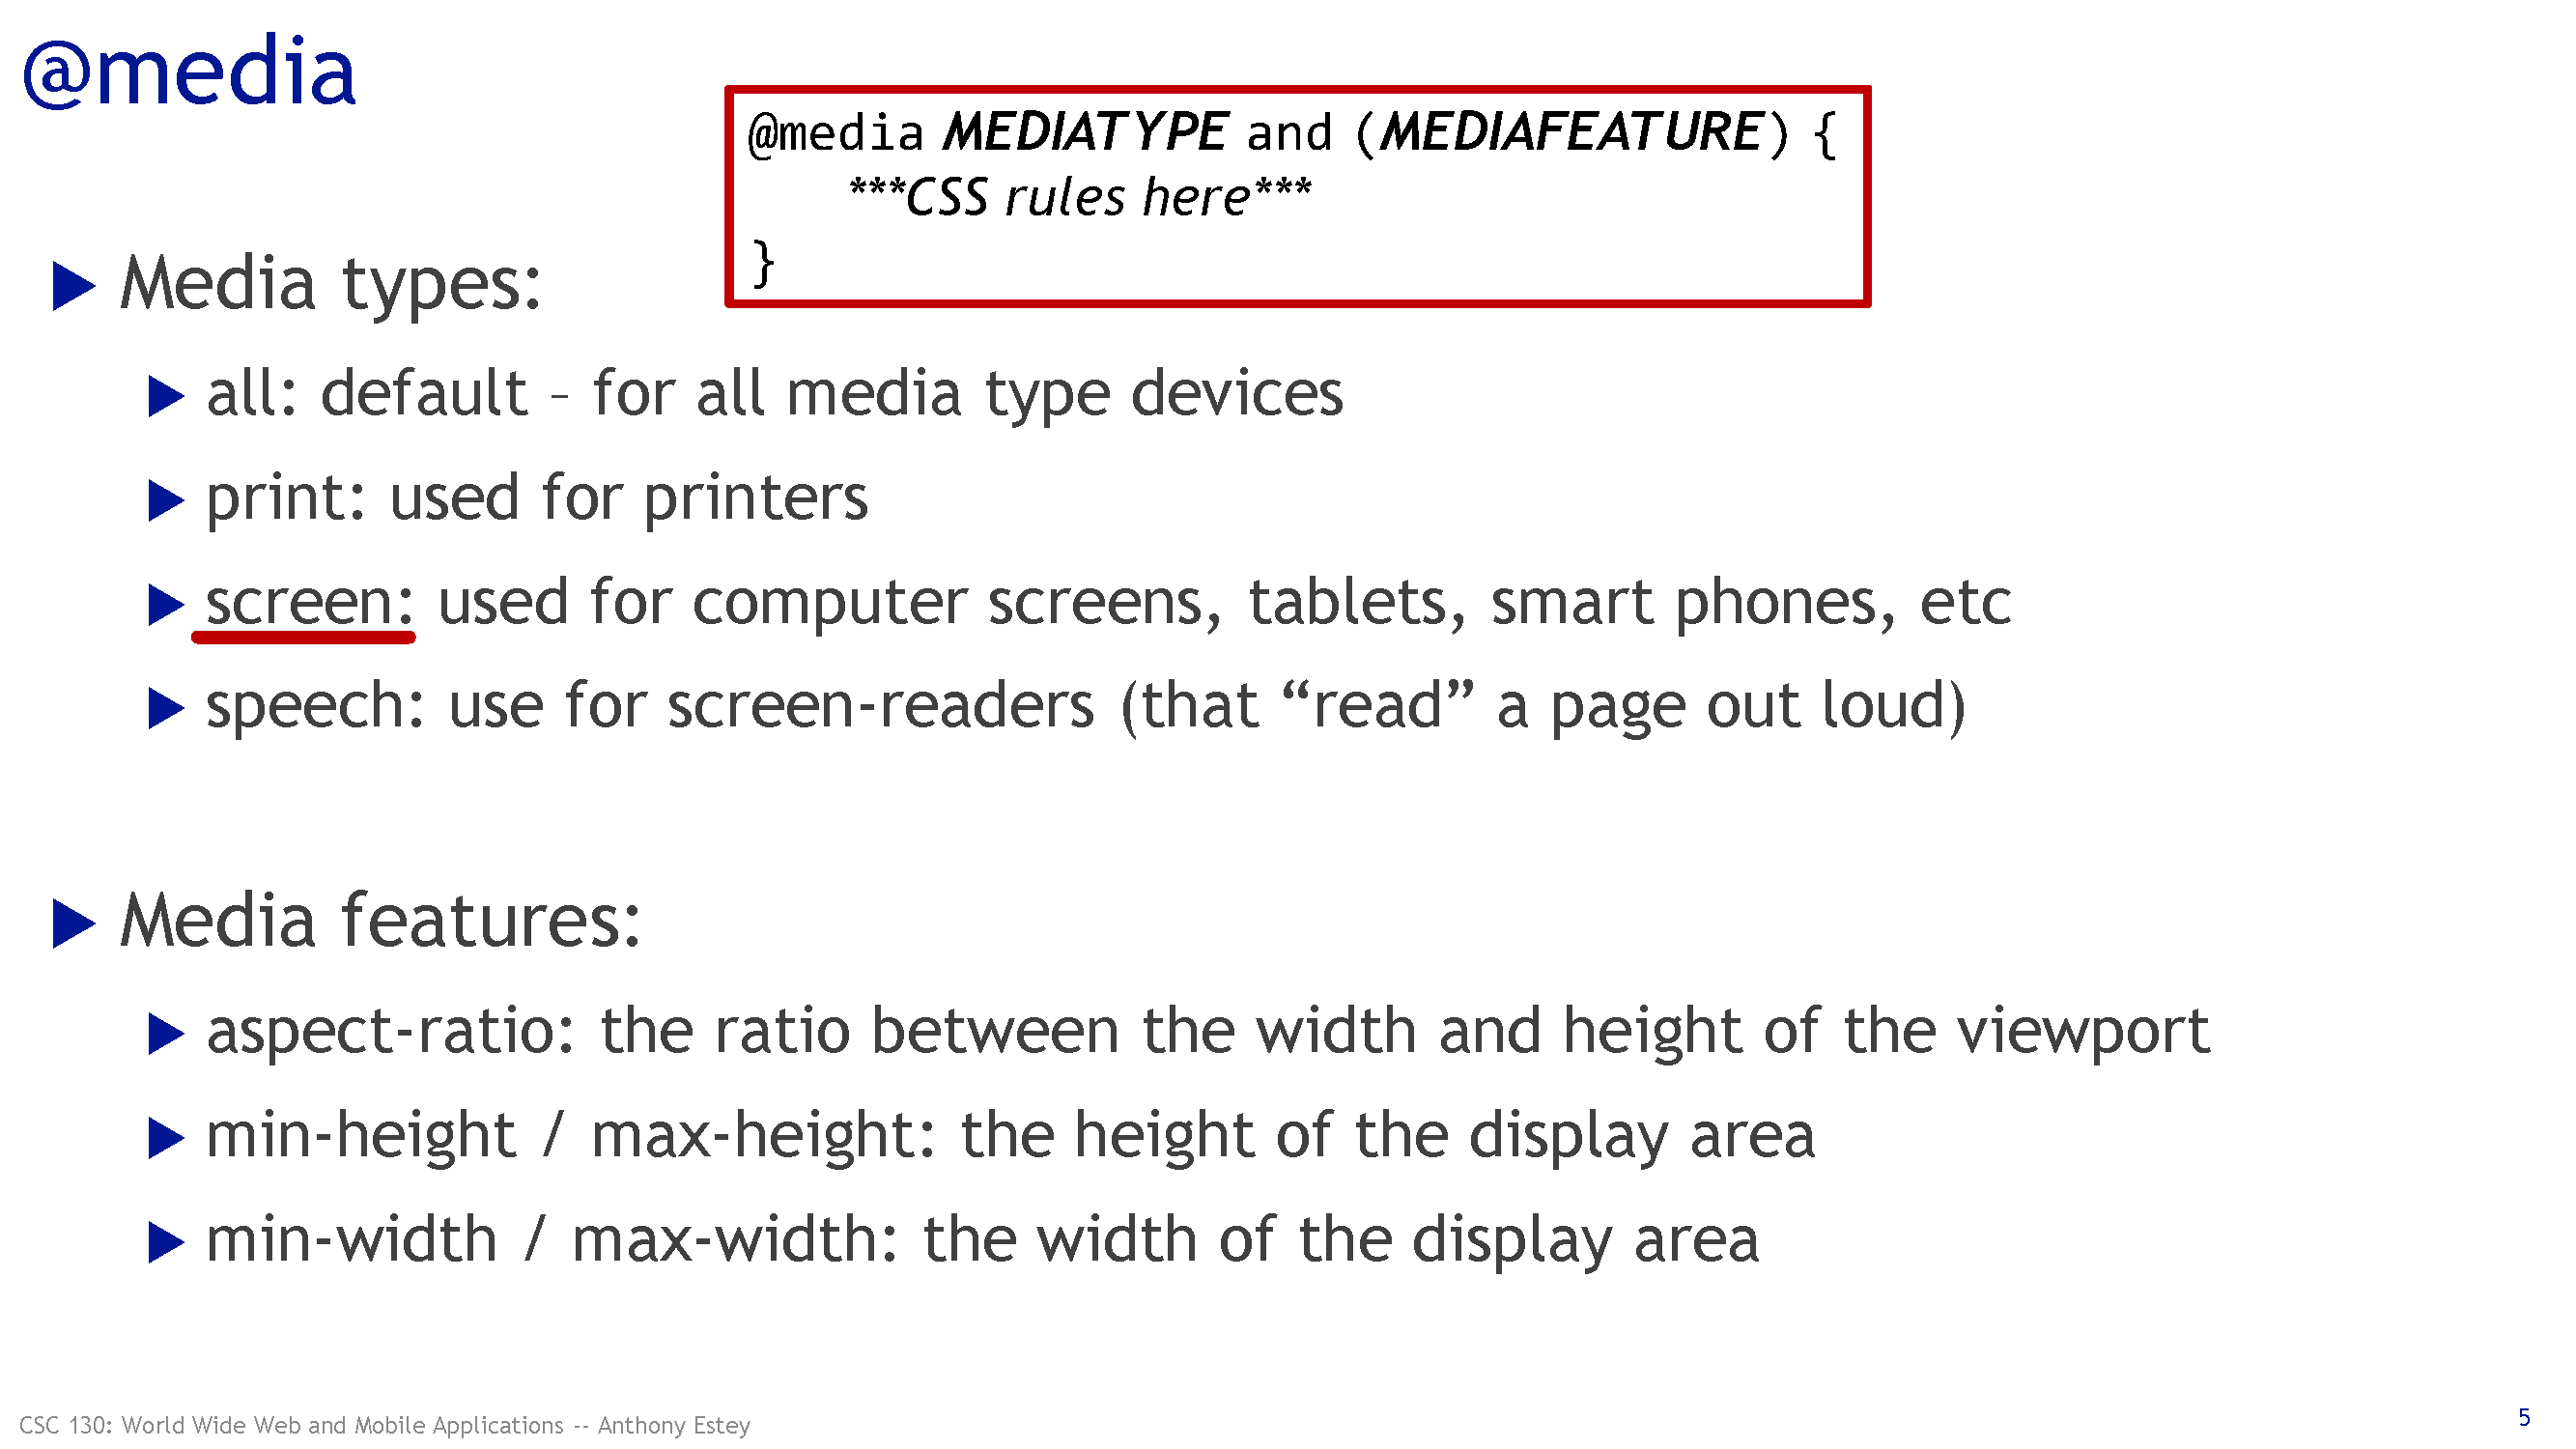 @media
@media MEDIATYPE and (MEDIAFEATURE) {
***CSS rules here***
}
Media types:
all: default – for all media type devices
print: used for printers
screen: used for computer screens, tablets, smart phones, etc
speech: use for screen-readers (that “read” a page out loud)
Media features:
aspect-ratio: the ratio between the width and height of the viewport
min-height / max-height: the height of the display area
min-width / max-width: the width of the display area
CSC 130: World Wide Web and Mobile Applications -- Anthony Estey
5